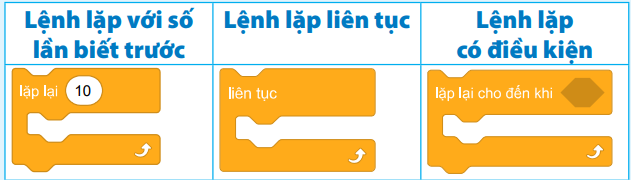 Lệnh lặp với số
lần biết trước
Lệnh lặp liên tục
Lệnh lặp
có điều kiện
lặp lại 10
liên tục
lặp lại cho đến khi